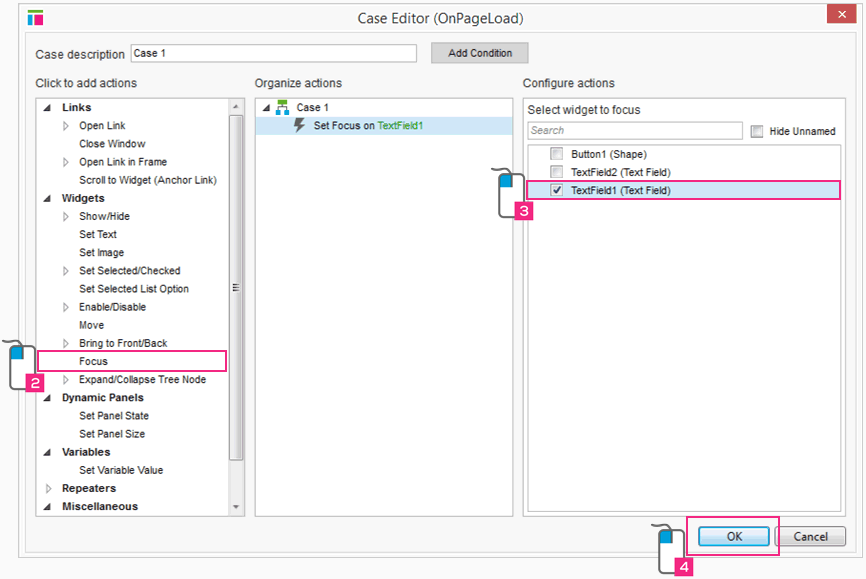 Case Editor (OnPageLoad)
Case description Case 1 Add Condition
Click to add actions
Links
Open Link
Close Window
Open Link in Frame
Scroll to Widget (Anchor Link)
Widgets
Show/Hide
Set Text
Set Image
Set Selected/Checked
Set Selected List Option
Enable/Disable
Move
Bring to Front/Back
Focus
2
Expand/Collapse Tree Node
Dynamic Panels
Set Panel State
Set Panel Size
Variables
Set Variable Value
Repeaters
Miscellaneous
Organize actions
Case 1
Set Focus on TextField1
Configure actions
Select widget to focus
Search Hide Unnamed
Button1 (Shape)
TextField2 (Text Field)
TextField1 (Text Field)
3
OK Cancel
4